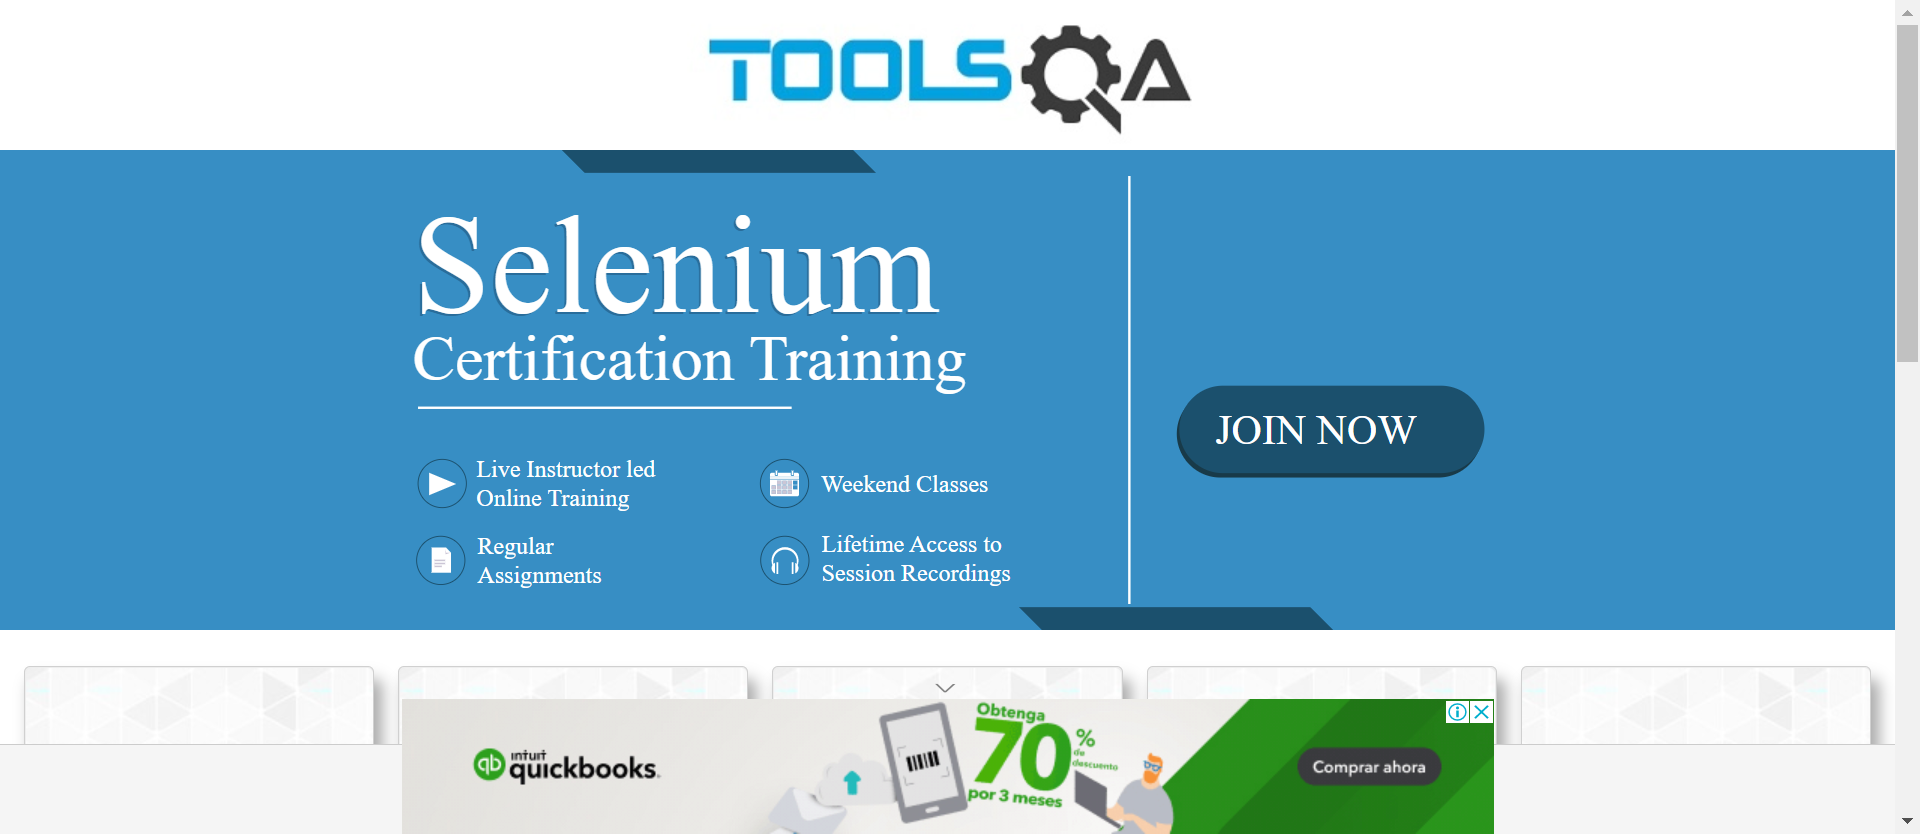 TOOLSQA
Selenium
Certification Training
JOIN NOW
Live Instructor led
Online Training
Weekend Classes
Regular
Assignments
Lifetime Access to
Session Recordings
intuit
quickbooks.
Obtenga
70%
de
descuento
por 3 meses
Comprar ahora